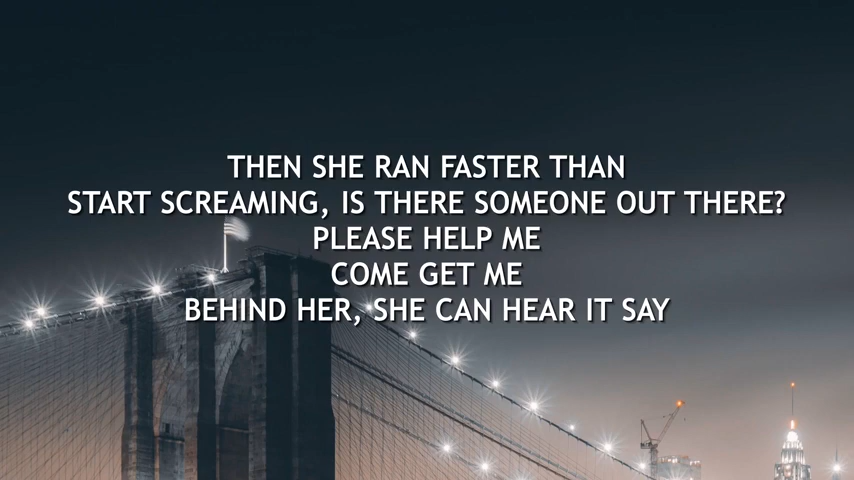 THEN SHE RAN FASTER THAN
START SCREAMING, IS THERE SOMEONE OUT THERE?
PLEASE HELP ME
COME GET ME
BEHIND HER, SHE CAN HEAR IT SAY